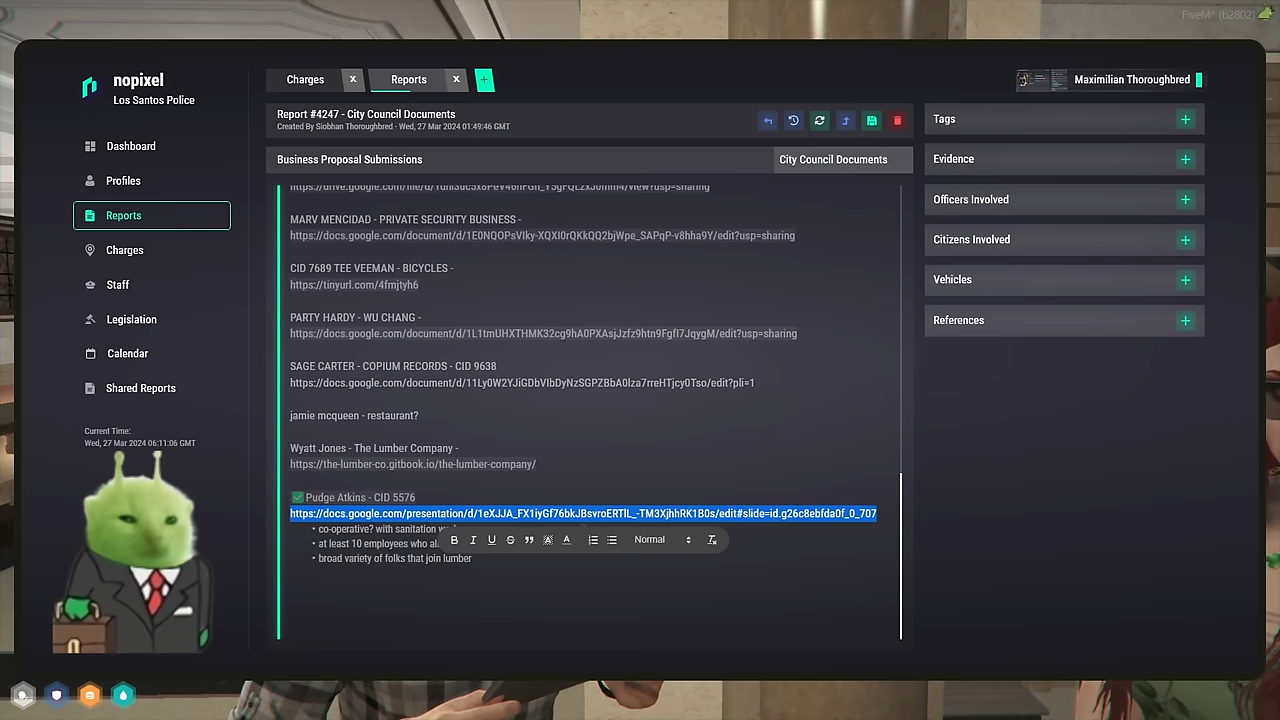 FiveM* (b2802)
nopixel
Los Santos Police
Charges x Reports x +
Maximilian Thoroughbred
Report #4247 - City Council Documents
Created By Siobhan Thoroughbred - Wed, 27 Mar 2024 01:49:46 GMT
Business Proposal Submissions
City Council Documents
Dashboard
Profiles
Reports
Charges
Staff
Legislation
Calendar
Shared Reports
Current Time:
Wed, 27 Mar 2024 06:11:06 GMT
MARV MENCIDAD - PRIVATE SECURITY BUSINESS -
https://docs.google.com/document/d/1E0NQOPsVIky-XQXI0rQKkQQ2bjWpe_SAPqP-v8hha9Y/edit?usp=sharing
CID 7689 TEE VEEMAN - BICYCLES -
https://tinyurl.com/4fmjtyh6
PARTY HARDY - WU CHANG -
https://docs.google.com/document/d/1L1tmUHXTHMK32cg9hA0PXAsjJzfz9htn9FgfI7JqygM/edit?usp=sharing
SAGE CARTER - COPIUM RECORDS - CID 9638
https://docs.google.com/document/d/11Ly0W2YJiGDbVIbDyNzSGPZBbA0lza7rreHTjcy0Tso/edit?pli=1
jamie mcqueen - restaurant?
Wyatt Jones - The Lumber Company -
https://the-lumber-co.gitbook.io/the-lumber-company/
✅ Pudge Atkins - CID 5576
https://docs.google.com/presentation/d/1eXJJA_FX1iyGf76bkJBsvroERTIL_-TM3XjhhRK1B0s/edit#slide=id.g26c8ebfda0f_0_707
• co-operative? with sanitation
• at least 10 employees who
• broad variety of folks that join lumber
B I U S Normal
Tags +
Evidence +
Officers Involved +
Citizens Involved +
Vehicles +
References +